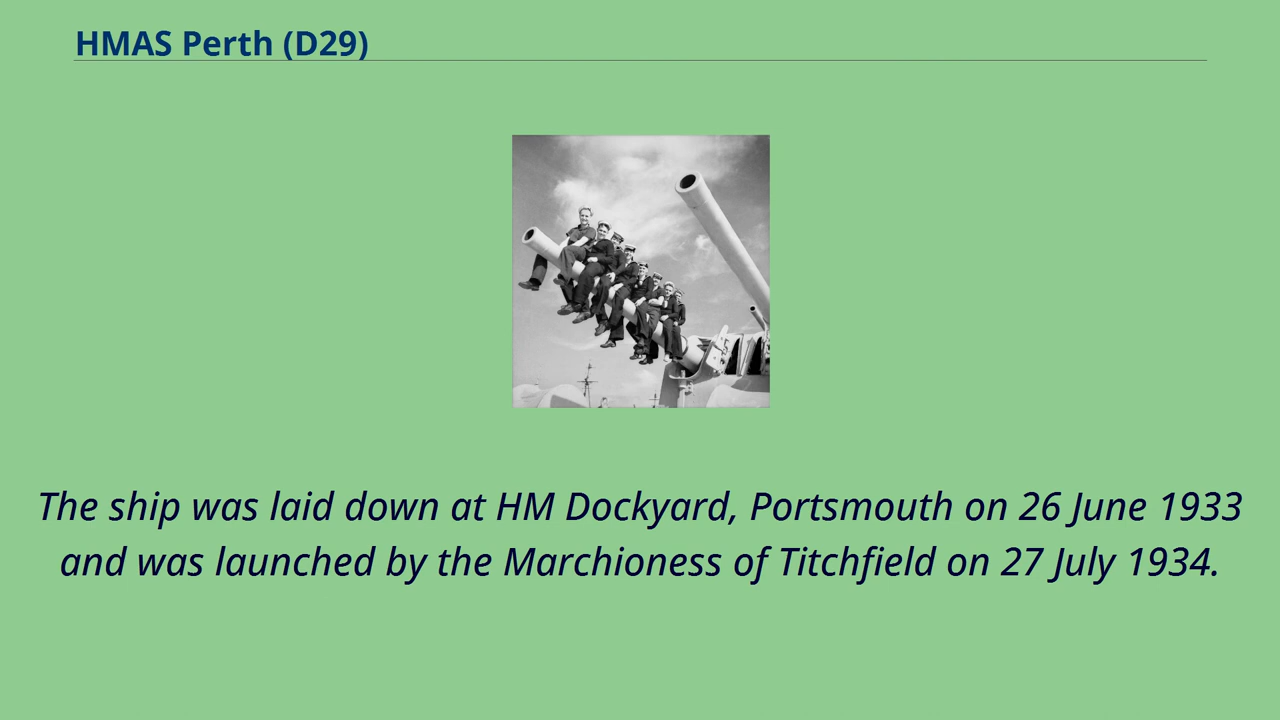 HMAS Perth (D29)
The ship was laid down at HM Dockyard, Portsmouth on 26 June 1933
and was launched by the Marchioness of Titchfield on 27 July 1934.